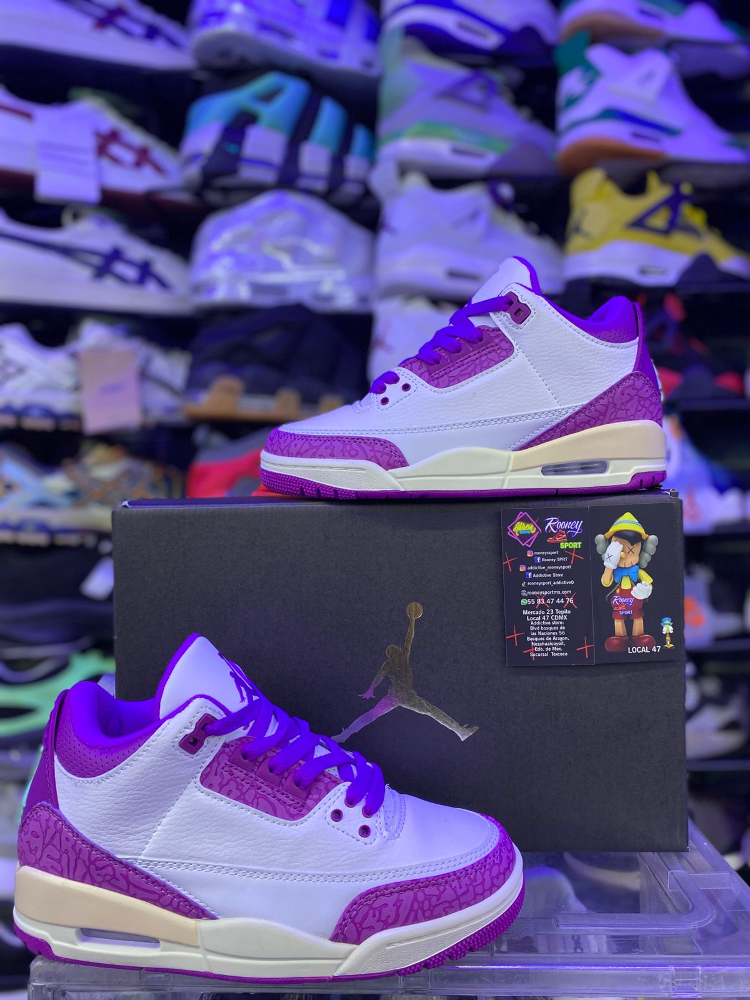 Addictive
STORE
Rooney
SPORT
rooneyssport
Rooney SPRT
addictive_rooneysport
Addictive Store
rooneysport_addictive0
rooneysportmx.com
55 83 47 44 76
Mercado 23 Tepito
Local 47 CDMX
Addictive store:
Blvd bosques de
las Naciones 56
Bosques de Aragon,
Nezahualcoyolt,
Edo. de Mex.
Sucursal Texcoco
Rooney
SPORT
LOCAL 47